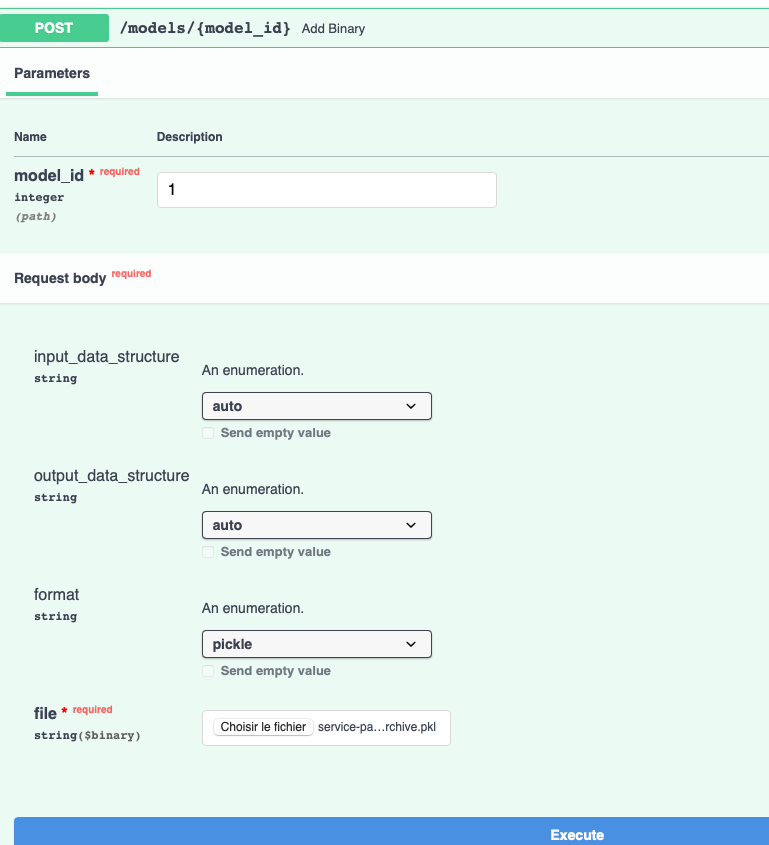 POST /models/{model_id} Add Binary
Parameters
Name Description
model_id * required
integer
(path)
1
Request body required
input_data_structure
string
An enumeration.
auto
Send empty value
output_data_structure
string
An enumeration.
auto
Send empty value
format
string
An enumeration.
pickle
Send empty value
file * required
string($binary)
Choisir le fichier service-pa...rchive.pkl
Execute